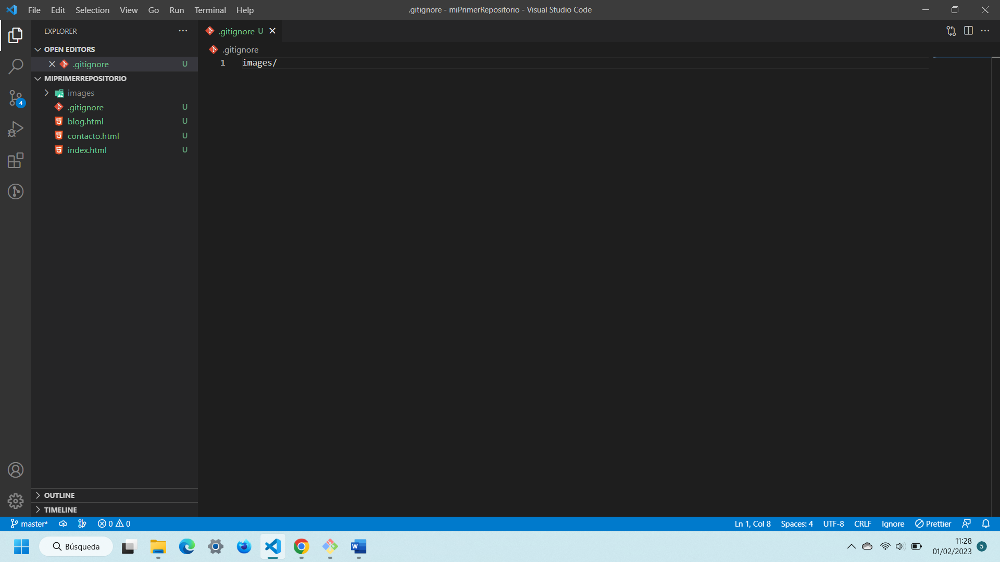 File Edit Selection View Go Run Terminal Help
.gitignore - miPrimerRepositorio - Visual Studio Code
EXPLORER
.gitignore U
OPEN EDITORS
.gitignore
.gitignore U
1 images/
MIPRIMERREPOSITORIO
images
4
.gitignore U
blog.html U
contacto.html U
index.html U
OUTLINE
TIMELINE
master* 0 0
Ln 1, Col 8 Spaces: 4 UTF-8 CRLF Ignore Prettier
Búsqueda
W
11:28
01/02/2023
5